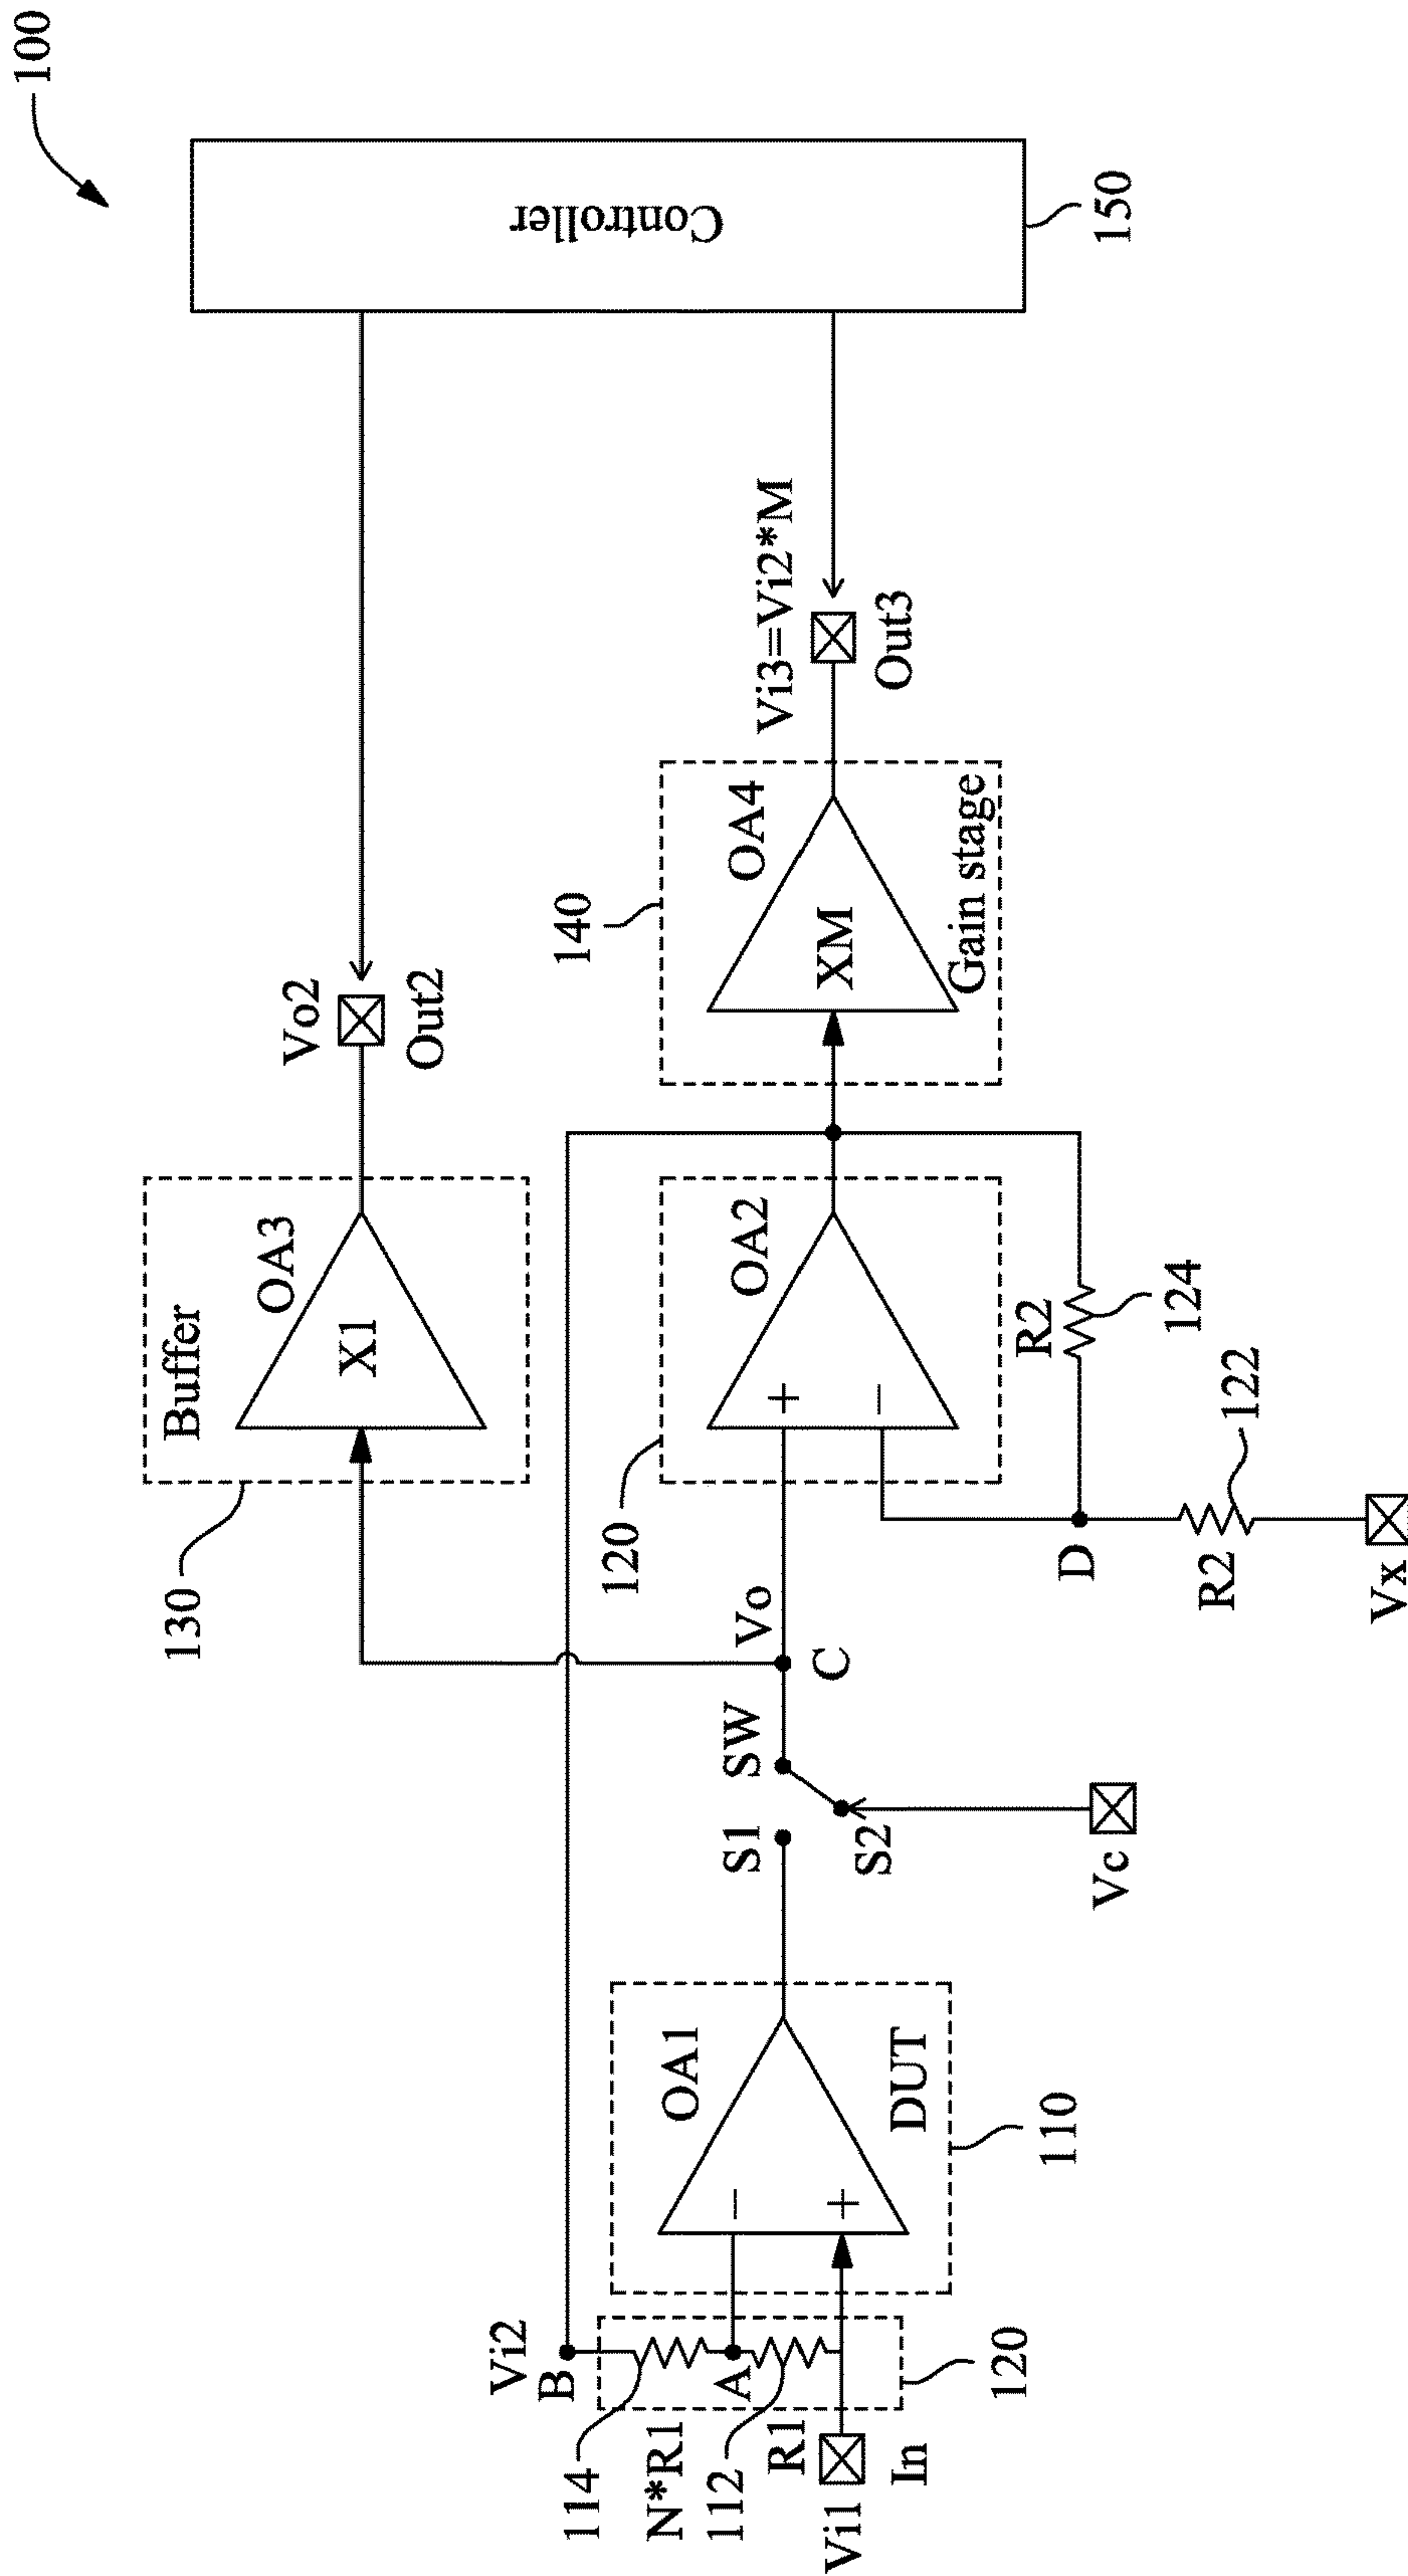 100
Controller
150
Vo2
Out2
Vi3=Vi2*M
Out3
140
OA4
XM
Gain stage
Buffer
OA3
X1
130
120
OA2
+
−
R2
124
122
R2
Vx
D
Vo
C
SW
S1
S2
Vc
OA1
DUT
−
+
110
Vi2
B
A
114
N*R1
112
R1
Vi1
In
120